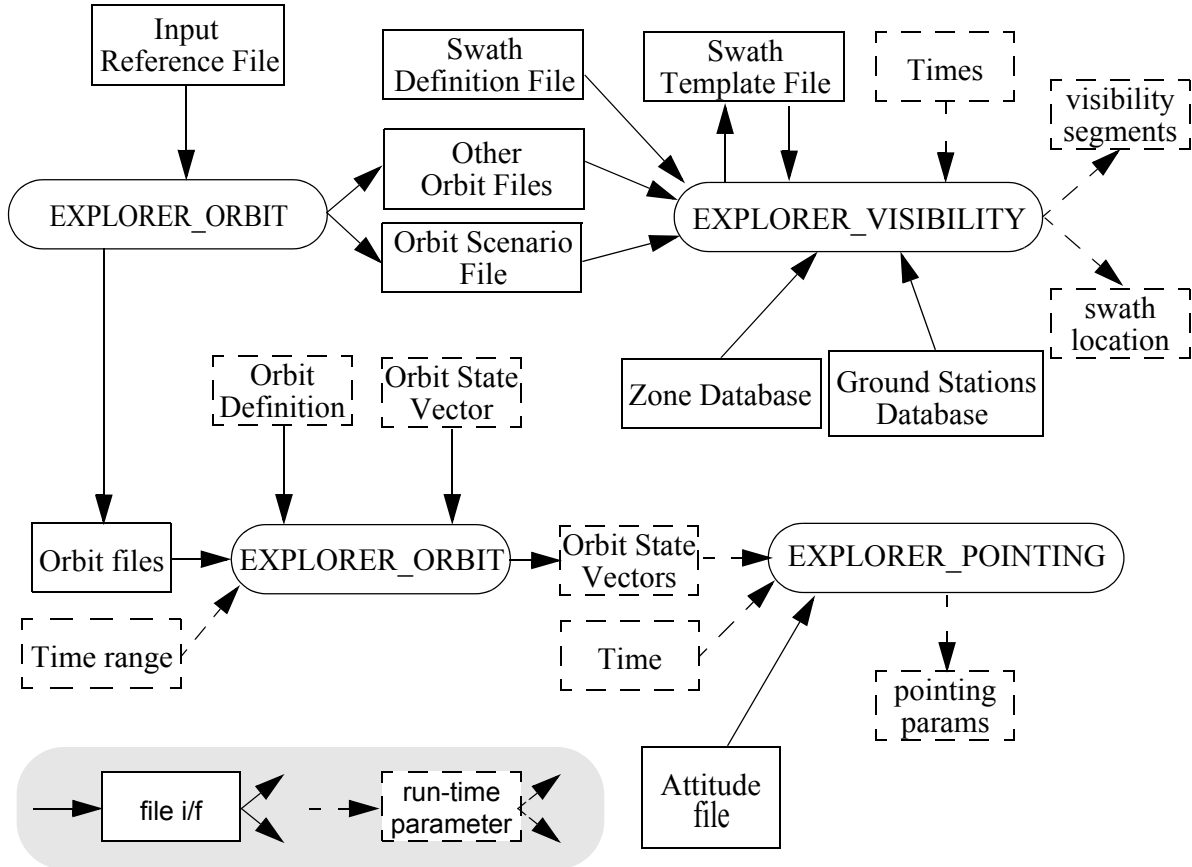 Input
Reference File
Swath
Definition File
Swath
Template File
Times
visibility
segments
Other
Orbit Files
EXPLORER_ORBIT
EXPLORER_VISIBILITY
Orbit Scenario
File
swath
location
Zone Database
Ground Stations
Database
Orbit
Definition
Orbit State
Vector
Orbit files
EXPLORER_ORBIT
Orbit State
Vectors
EXPLORER_POINTING
Time range
Time
pointing
params
Attitude
file
file i/f
run-time
parameter